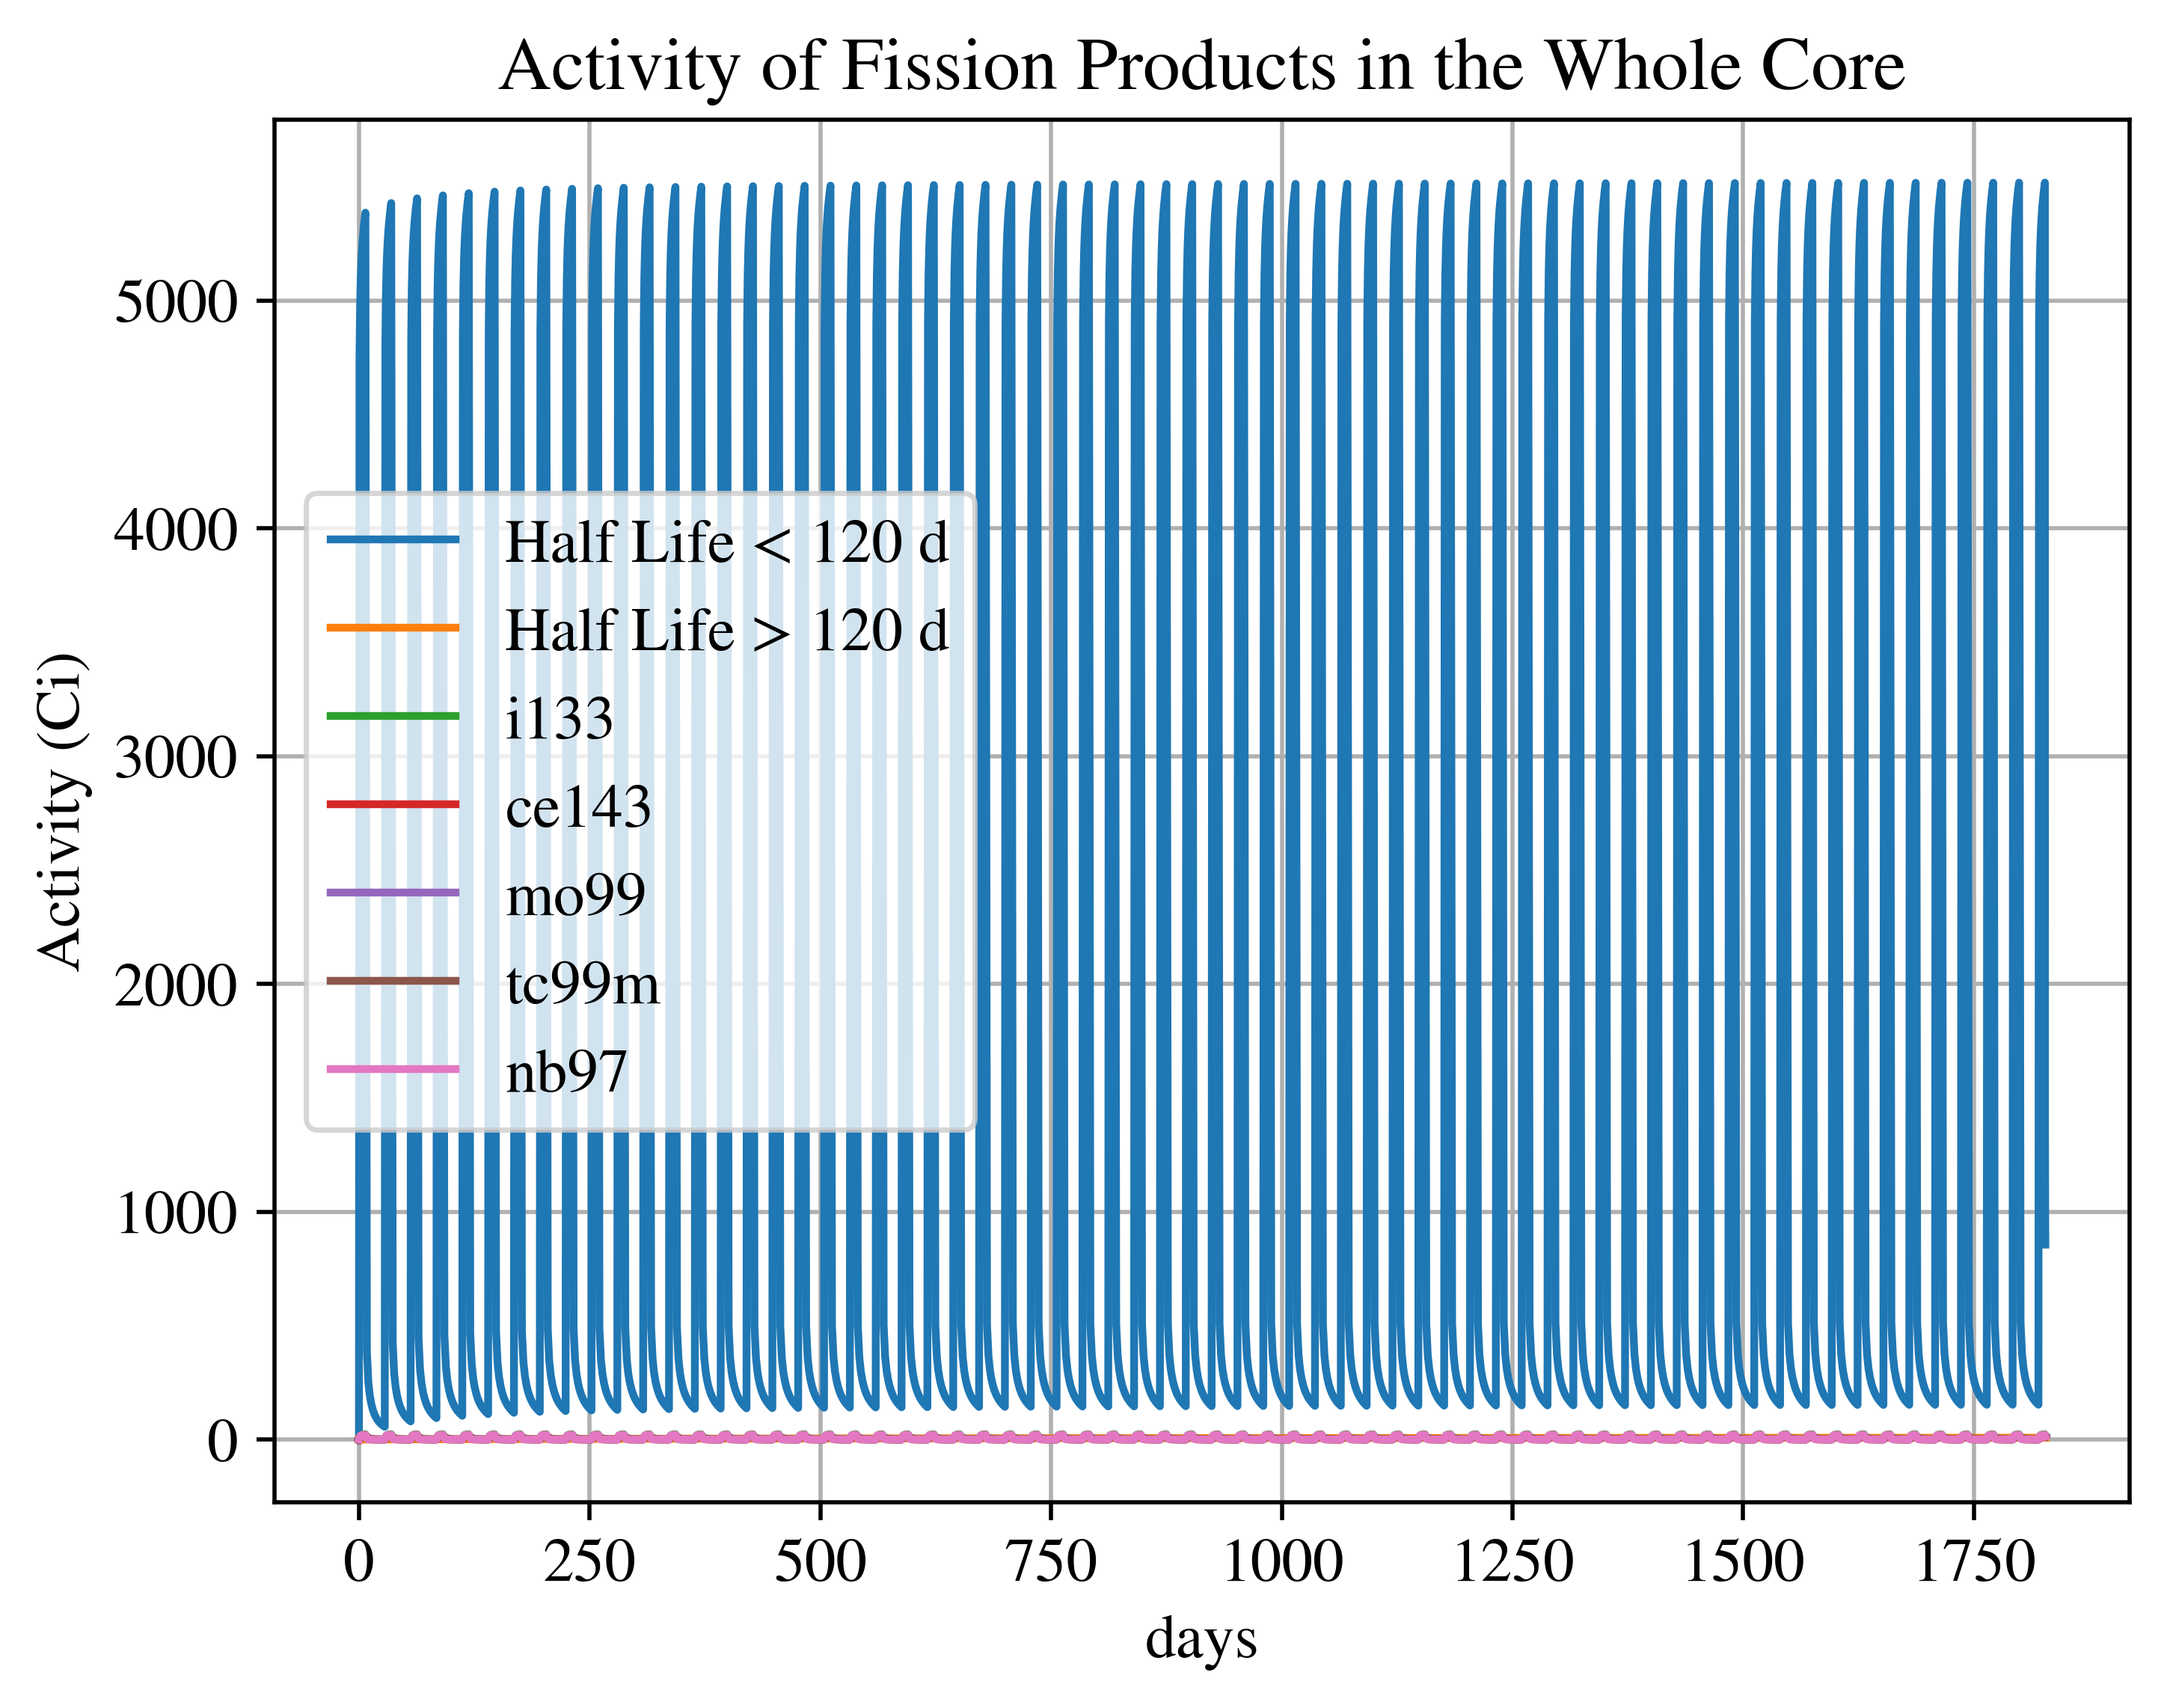 Activity of Fission Products in the Whole Core
Activity (Ci)
5000
4000
3000
2000
1000
0
Half Life < 120 d
Half Life > 120 d
i133
ce143
mo99
tc99m
nb97
0 250 500 750 1000 1250 1500 1750
days